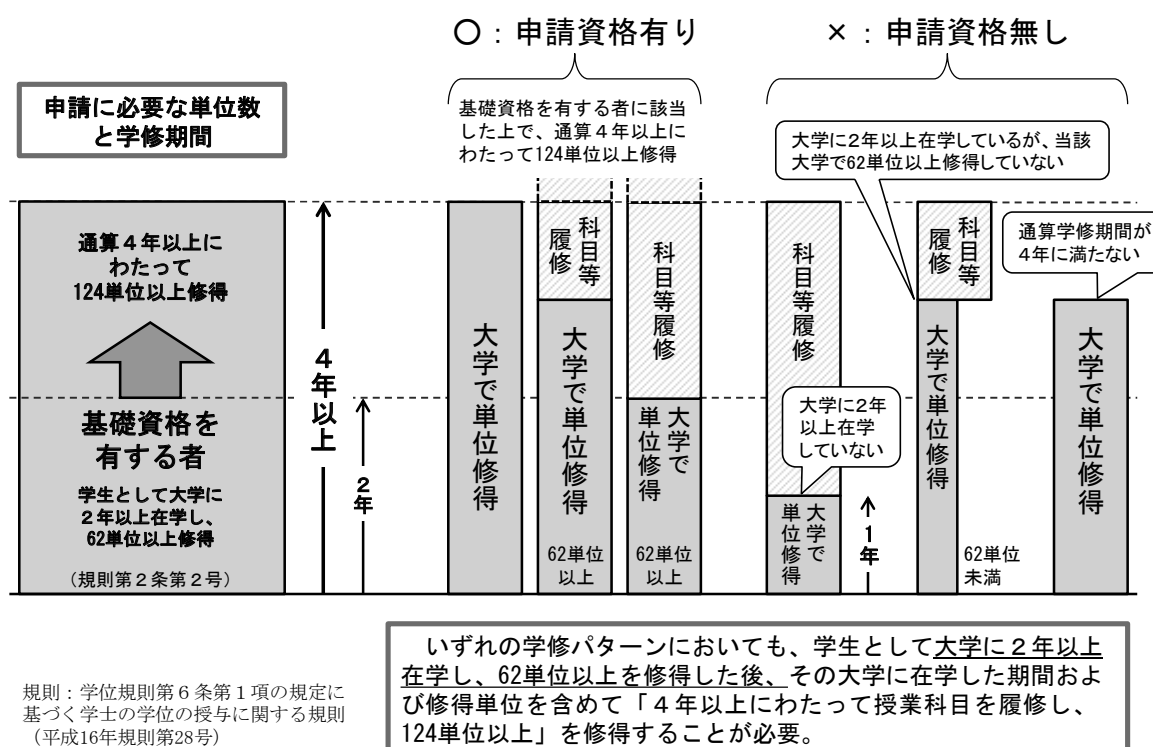 ○：申請資格有り
×：申請資格無し
申請に必要な単位数
と学修期間
基礎資格を有する者に該当
した上で、通算４年以上に
わたって124単位以上修得
大学に2年以上在学しているが、当該
大学で62単位以上修得していない
通算学修期間が
4年に満たない
通算４年以上に
わたって
124単位以上修得
基礎資格を
有する者
学生として大学に
２年以上在学し、
62単位以上修得
（規則第２条第２号）
４年以上
２年
大学で単位修得
科目等
履修
大学で単位修得
62単位
以上
科目等履修
大学で
単位修得
62単位
以上
科目等履修
大学に2年
以上在学
していない
大学で
単位修得
１年
科目等
履修
大学で単位修得
62単位
未満
大学で単位修得
規則：学位規則第６条第１項の規定に
基づく学士の学位の授与に関する規則
（平成16年規則第28号）
いずれの学修パターンにおいても、学生として大学に２年以上
在学し、62単位以上を修得した後、その大学に在学した期間およ
び修得単位を含めて「４年以上にわたって授業科目を履修し、
124単位以上」を修得することが必要。